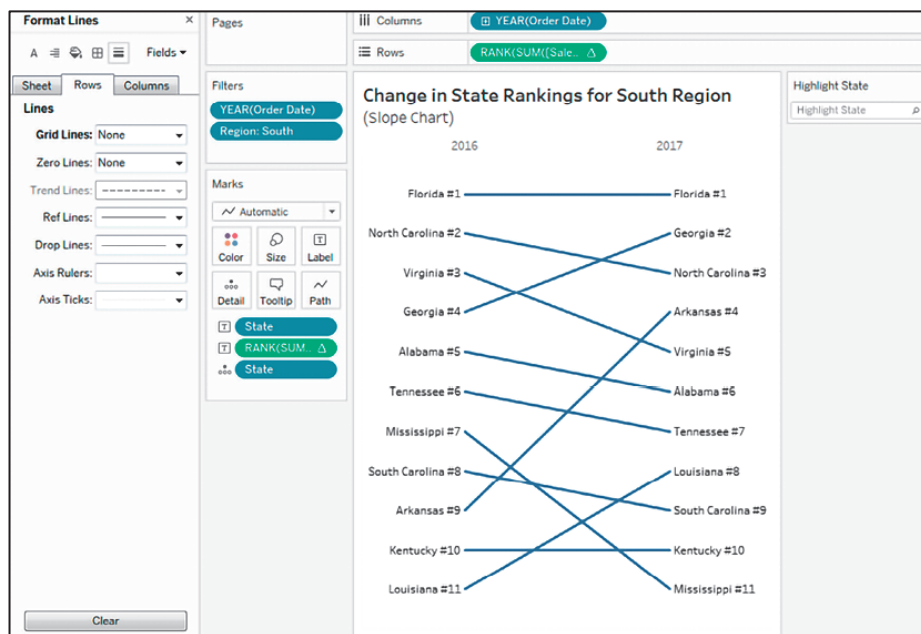 Format Lines ×
A Fields
Sheet Rows Columns
Lines
Grid Lines: None
Zero Lines: None
Trend Lines:
Ref Lines:
Drop Lines:
Axis Rulers:
Axis Ticks:
Clear
Pages
Filters
YEAR(Order Date)
Region: South
Marks
Automatic
Color Size T Label
Detail Tooltip Path
T State
T RANK(SUM.. Δ
State
Columns YEAR(Order Date)
Rows RANK(SUM([Sale.. Δ
Change in State Rankings for South Region
(Slope Chart)
2016 2017
Florida #1 Florida #1
North Carolina #2 Georgia #2
Virginia #3 North Carolina #3
Georgia #4 Arkansas #4
Alabama #5 Virginia #5
Tennessee #6 Alabama #6
Mississippi #7 Tennessee #7
South Carolina #8 Louisiana #8
Arkansas #9 South Carolina #9
Kentucky #10 Kentucky #10
Louisiana #11 Mississippi #11
Highlight State
Highlight State